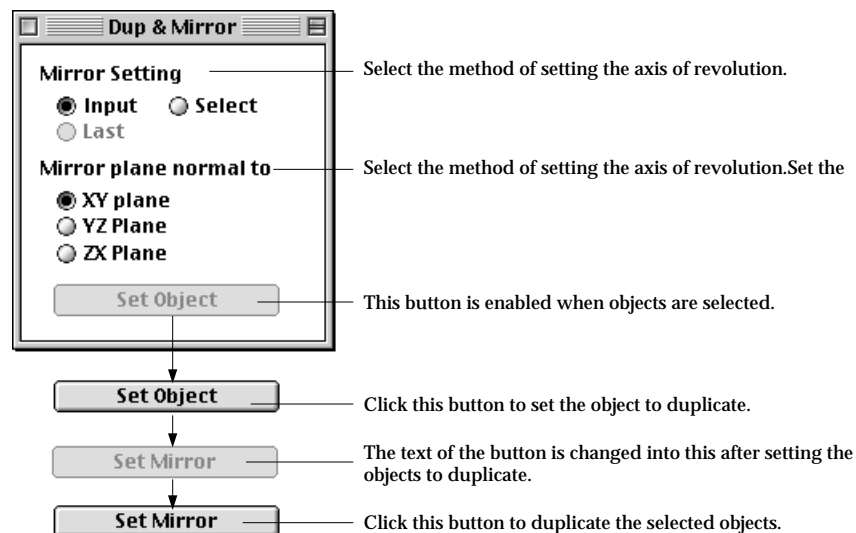 Dup & Mirror
Mirror Setting
Select the method of setting the axis of revolution.
Input Select
Last
Mirror plane normal to
Select the method of setting the axis of revolution.Set the
XY plane
YZ Plane
ZX Plane
Set Object
This button is enabled when objects are selected.
Set Object
Click this button to set the object to duplicate.
Set Mirror
The text of the button is changed into this after setting the
objects to duplicate.
Set Mirror
Click this button to duplicate the selected objects.